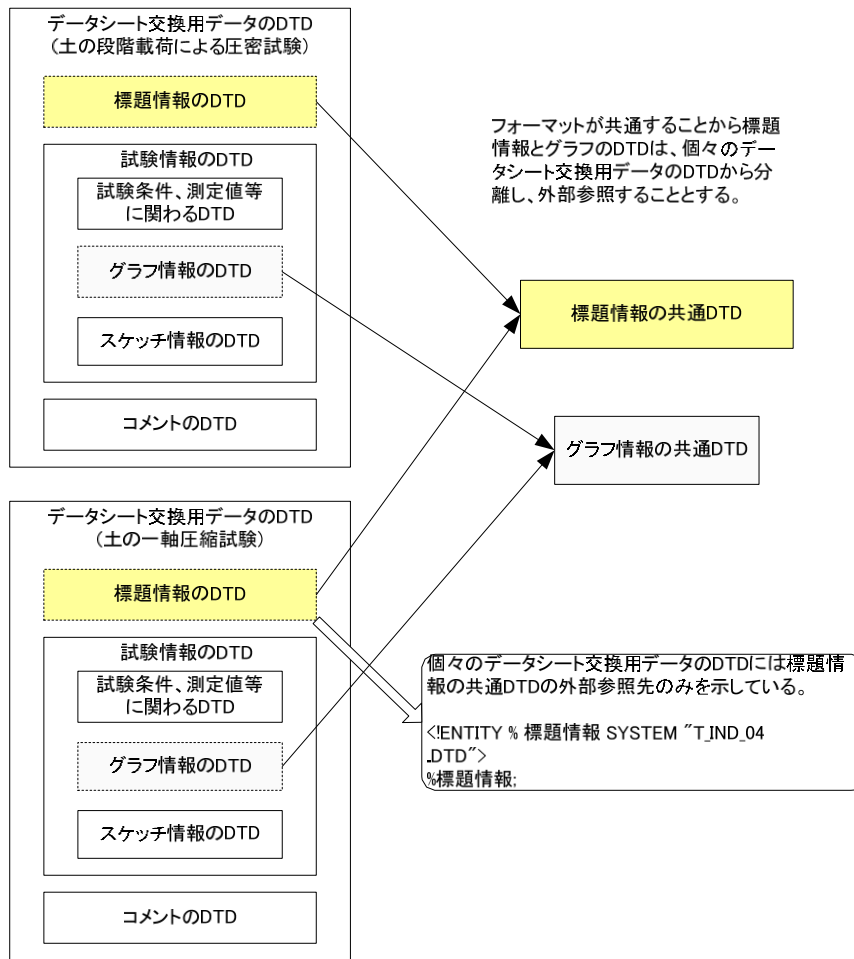 データシート交換用データのDTD
（土の段階載荷による圧密試験）
標題情報のDTD
試験情報のDTD
試験条件、測定値等
に関わるDTD
グラフ情報のDTD
スケッチ情報のDTD
コメントのDTD
フォーマットが共通することから標題
情報とグラフのDTDは、個々のデー
タシート交換用データのDTDから分
離し、外部参照することとする。
標題情報の共通DTD
グラフ情報の共通DTD
データシート交換用データのDTD
（土の一軸圧縮試験）
標題情報のDTD
試験情報のDTD
試験条件、測定値等
に関わるDTD
グラフ情報のDTD
スケッチ情報のDTD
コメントのDTD
個々のデータシート交換用データのDTDには標題情
報の共通DTDの外部参照先のみを示している。
<!ENTITY % 標題情報 SYSTEM "T_IND_04
.DTD">
%標題情報;